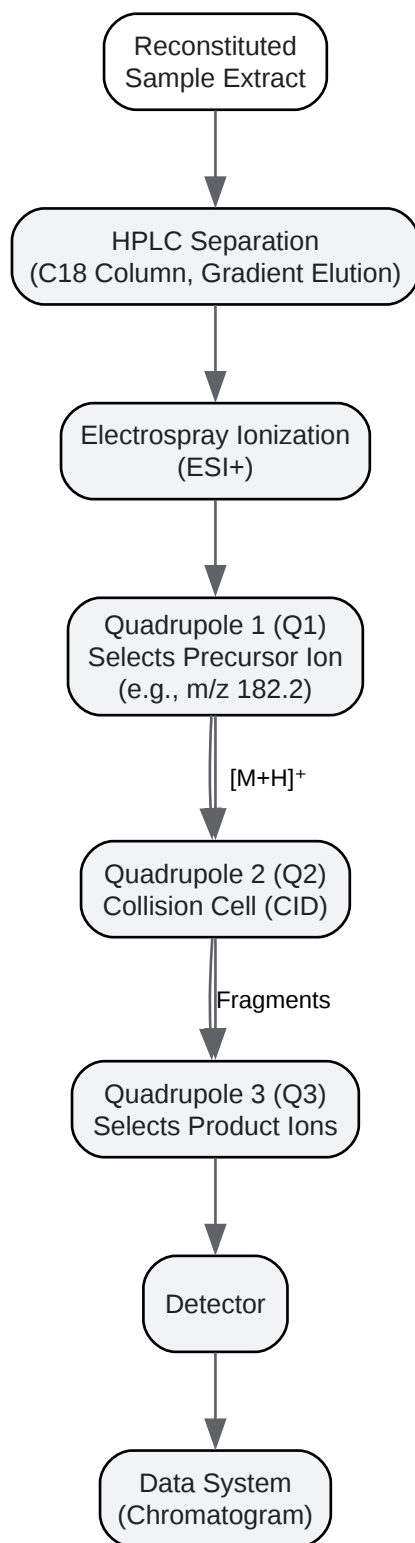 Reconstituted
Sample Extract
HPLC Separation
(C18 Column, Gradient Elution)
Electrospray Ionization
(ESI+)
Quadrupole 1 (Q1)
Selects Precursor Ion
(e.g., m/z 182.2)
[M+H]⁺
Quadrupole 2 (Q2)
Collision Cell (CID)
Fragments
Quadrupole 3 (Q3)
Selects Product Ions
Detector
Data System
(Chromatogram)